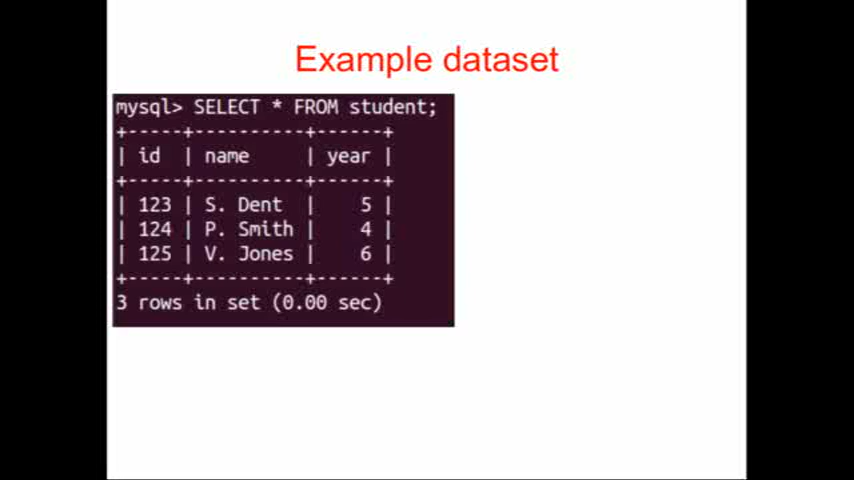 Example dataset
mysql> SELECT * FROM student;
+-----+----------+------+
| id  | name     | year |
+-----+----------+------+
| 123 | S. Dent  |    5 |
| 124 | P. Smith |    4 |
| 125 | V. Jones |    6 |
+-----+----------+------+
3 rows in set (0.00 sec)